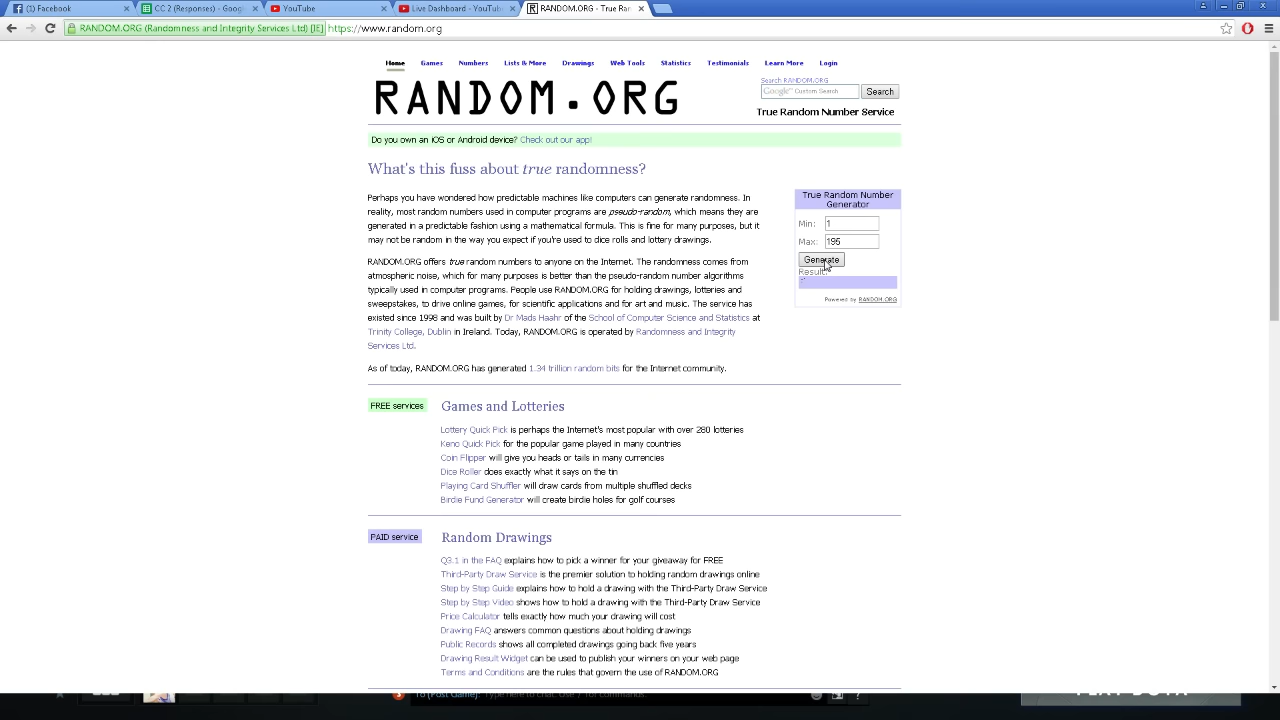 (1) Facebook
CC 2 (Responses) - Googl
YouTube
Live Dashboard - YouTub
RANDOM.ORG - True Ran
RANDOM.ORG (Randomness and Integrity Services Ltd) [IE]
https://www.random.org
Home Games Numbers Lists & More Drawings Web Tools Statistics Testimonials Learn More Login
RANDOM.ORG
Search RANDOM.ORG
Google™ Custom Search
Search
True Random Number Service
Do you own an iOS or Android device? Check out our app!
What's this fuss about true randomness?
Perhaps you have wondered how predictable machines like computers can generate randomness. In
reality, most random numbers used in computer programs are pseudo-random, which means they are
generated in a predictable fashion using a mathematical formula. This is fine for many purposes, but it
may not be random in the way you expect if you're used to dice rolls and lottery drawings.
RANDOM.ORG offers true random numbers to anyone on the Internet. The randomness comes from
atmospheric noise, which for many purposes is better than the pseudo-random number algorithms
typically used in computer programs. People use RANDOM.ORG for holding drawings, lotteries and
sweepstakes, to drive online games, for scientific applications and for art and music. The service has
existed since 1998 and was built by Dr Mads Haahr of the School of Computer Science and Statistics at
Trinity College, Dublin in Ireland. Today, RANDOM.ORG is operated by Randomness and Integrity
Services Ltd.
As of today, RANDOM.ORG has generated 1.34 trillion random bits for the Internet community.
True Random Number
Generator
Min: 1
Max: 195
Generate
Result:
Powered by RANDOM.ORG
FREE services
Games and Lotteries
Lottery Quick Pick is perhaps the Internet's most popular with over 280 lotteries
Keno Quick Pick for the popular game played in many countries
Coin Flipper will give you heads or tails in many currencies
Dice Roller does exactly what it says on the tin
Playing Card Shuffler will draw cards from multiple shuffled decks
Birdie Fund Generator will create birdie holes for golf courses
PAID service
Random Drawings
Q3.1 in the FAQ explains how to pick a winner for your giveaway for FREE
Third-Party Draw Service is the premier solution to holding random drawings online
Step by Step Guide explains how to hold a drawing with the Third-Party Draw Service
Step by Step Video shows how to hold a drawing with the Third-Party Draw Service
Price Calculator tells exactly how much your drawing will cost
Drawing FAQ answers common questions about holding drawings
Public Records shows all completed drawings going back five years
Drawing Result Widget can be used to publish your winners on your web page
Terms and Conditions are the rules that govern the use of RANDOM.ORG
To (Post Game): Type here to chat. Use / for commands.
PLAY DOTA